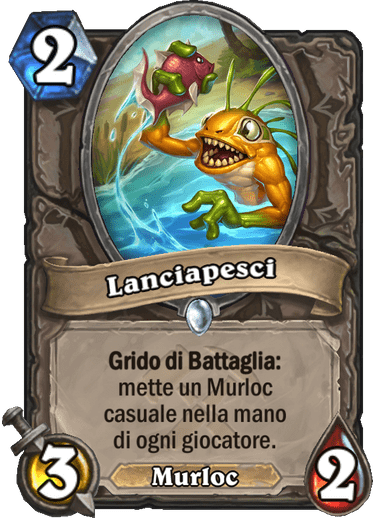 2
Lanciapesci
Grido di Battaglia:
mette un Murloc
casuale nella mano
di ogni giocatore.
3
Murloc
2